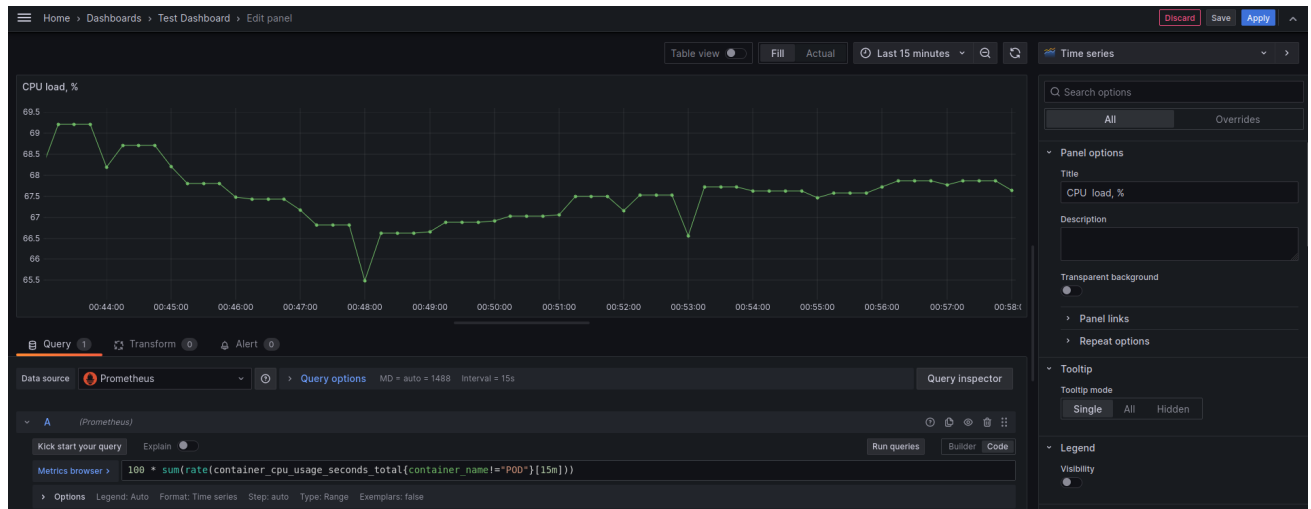 Home › Dashboards › Test Dashboard › Edit panel
Discard Save Apply
Table view Fill Actual Last 15 minutes
CPU load, %
69.5
69
68.5
68
67.5
67
66.5
66
65.5
00:44:00 00:45:00 00:46:00 00:47:00 00:48:00 00:49:00 00:50:00 00:51:00 00:52:00 00:53:00 00:54:00 00:55:00 00:56:00 00:57:00 00:58:
Query 1 Transform 0 Alert 0
Data source Prometheus Query options MD = auto = 1488 Interval = 15s Query inspector
A (Prometheus)
Kick start your query Explain Run queries Builder Code
Metrics browser › 100 * sum(rate(container_cpu_usage_seconds_total{container_name!="POD"}[15m]))
Options Legend: Auto Format: Time series Step: auto Type: Range Exemplars: false
Time series
Search options
All Overrides
Panel options
Title
CPU load, %
Description
Transparent background
Panel links
Repeat options
Tooltip
Tooltip mode
Single All Hidden
Legend
Visibility